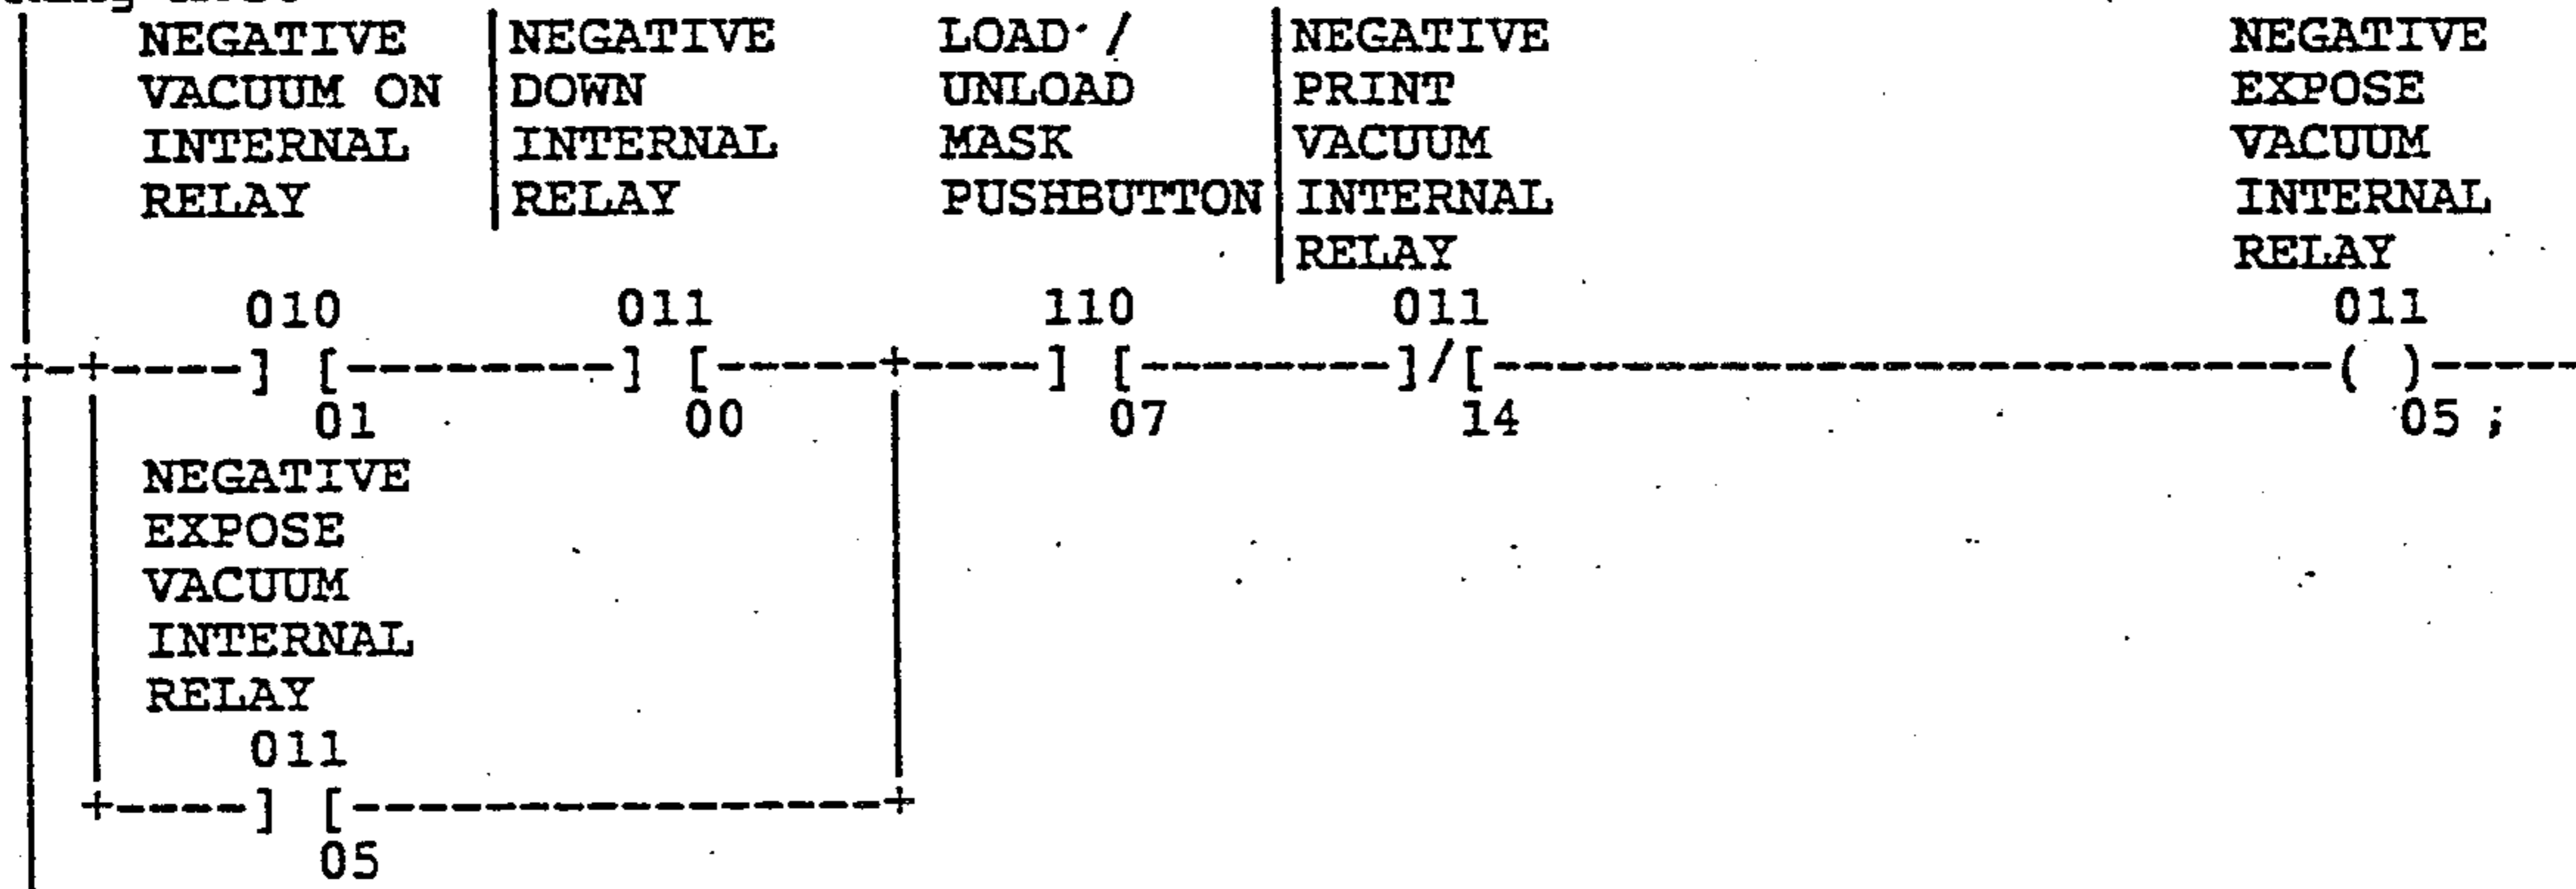 NEGATIVE |NEGATIVE LOAD / |NEGATIVE NEGATIVE
VACUUM ON |DOWN UNLOAD |PRINT EXPOSE
INTERNAL |INTERNAL MASK |VACUUM VACUUM
RELAY |RELAY PUSHBUTTON |INTERNAL INTERNAL
|RELAY RELAY
010 011 110 011 011
+-+-----] [---------] [-----+-----] [--------]/[--------------------------( )-----
01 00 07 14 05 ;
NEGATIVE
EXPOSE
VACUUM
INTERNAL
RELAY
011
+-----] [-----------------+
05